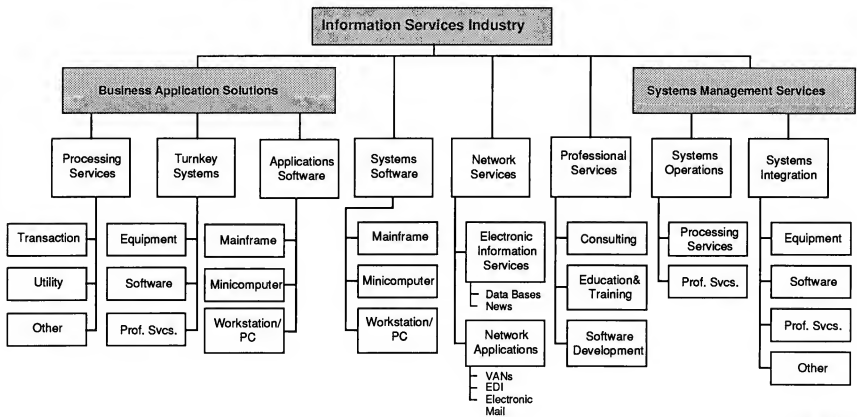 Information Services Industry
Business Application Solutions
Systems Management Services
Processing
Services
Turnkey
Systems
Applications
Software
Systems
Software
Network
Services
Professional
Services
Systems
Operations
Systems
Integration
Transaction
Utility
Other
Equipment
Software
Prof. Svcs.
Mainframe
Minicomputer
Workstation/
PC
Mainframe
Minicomputer
Workstation/
PC
Electronic
Information
Services
Data Bases
News
Network
Applications
VANs
EDI
Electronic
Mail
Consulting
Education&
Training
Software
Development
Processing
Services
Prof. Svcs.
Equipment
Software
Prof. Svcs.
Other